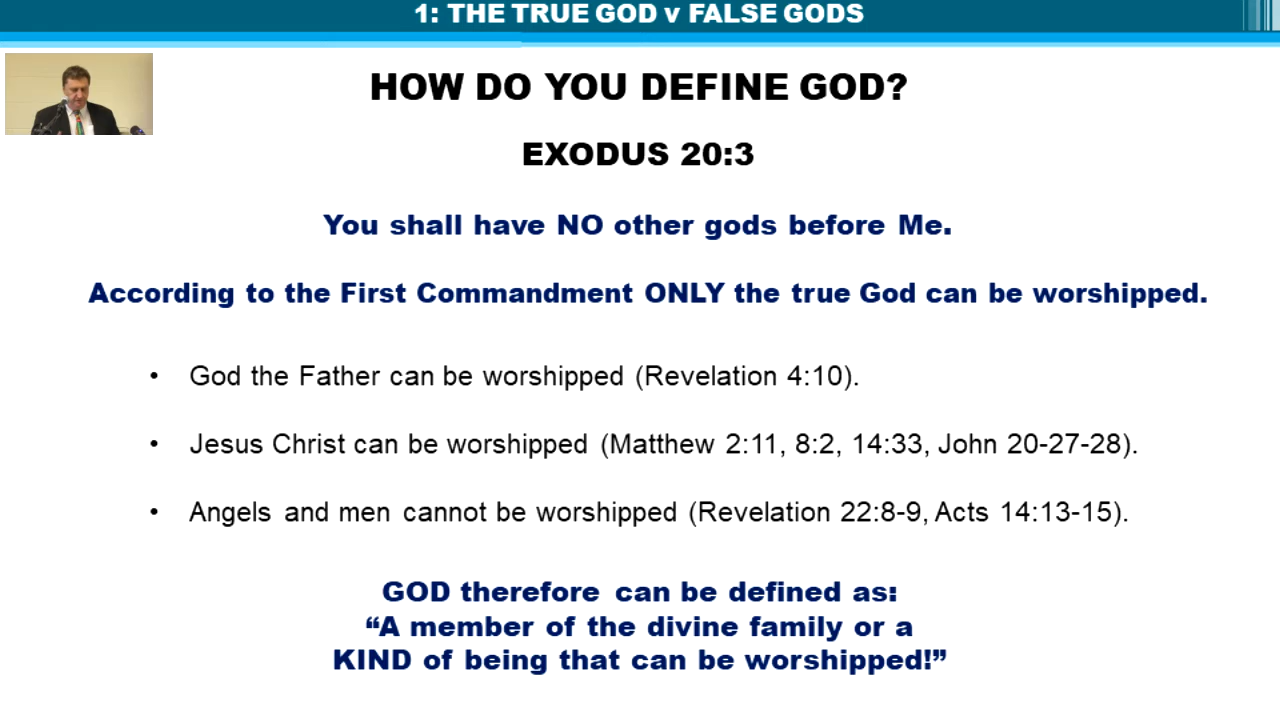 1: THE TRUE GOD v FALSE GODS
HOW DO YOU DEFINE GOD?
EXODUS 20:3
You shall have NO other gods before Me.
According to the First Commandment ONLY the true God can be worshipped.
• God the Father can be worshipped (Revelation 4:10).
• Jesus Christ can be worshipped (Matthew 2:11, 8:2, 14:33, John 20-27-28).
• Angels and men cannot be worshipped (Revelation 22:8-9, Acts 14:13-15).
GOD therefore can be defined as:
“A member of the divine family or a
KIND of being that can be worshipped!”